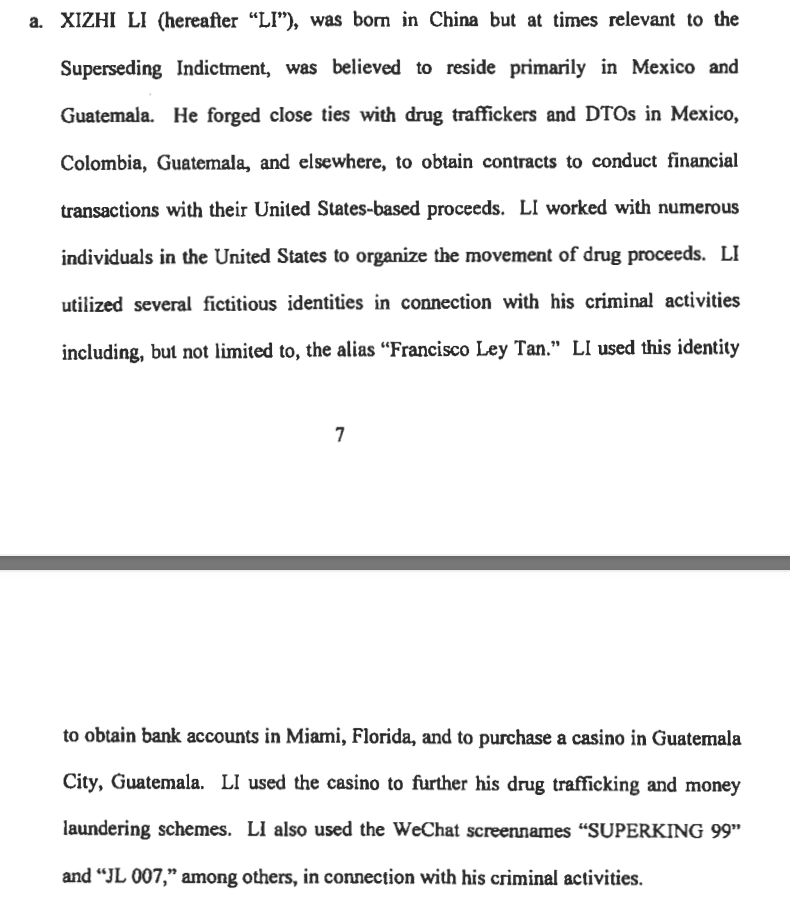 a. XIZHI LI (hereafter “LI”), was born in China but at times relevant to the
Superseding Indictment, was believed to reside primarily in Mexico and
Guatemala. He forged close ties with drug traffickers and DTOs in Mexico,
Colombia, Guatemala, and elsewhere, to obtain contracts to conduct financial
transactions with their United States-based proceeds. LI worked with numerous
individuals in the United States to organize the movement of drug proceeds. LI
utilized several fictitious identities in connection with his criminal activities
including, but not limited to, the alias “Francisco Ley Tan.” LI used this identity
7
to obtain bank accounts in Miami, Florida, and to purchase a casino in Guatemala
City, Guatemala. LI used the casino to further his drug trafficking and money
laundering schemes. LI also used the WeChat screennames “SUPERKING 99”
and “JL 007,” among others, in connection with his criminal activities.